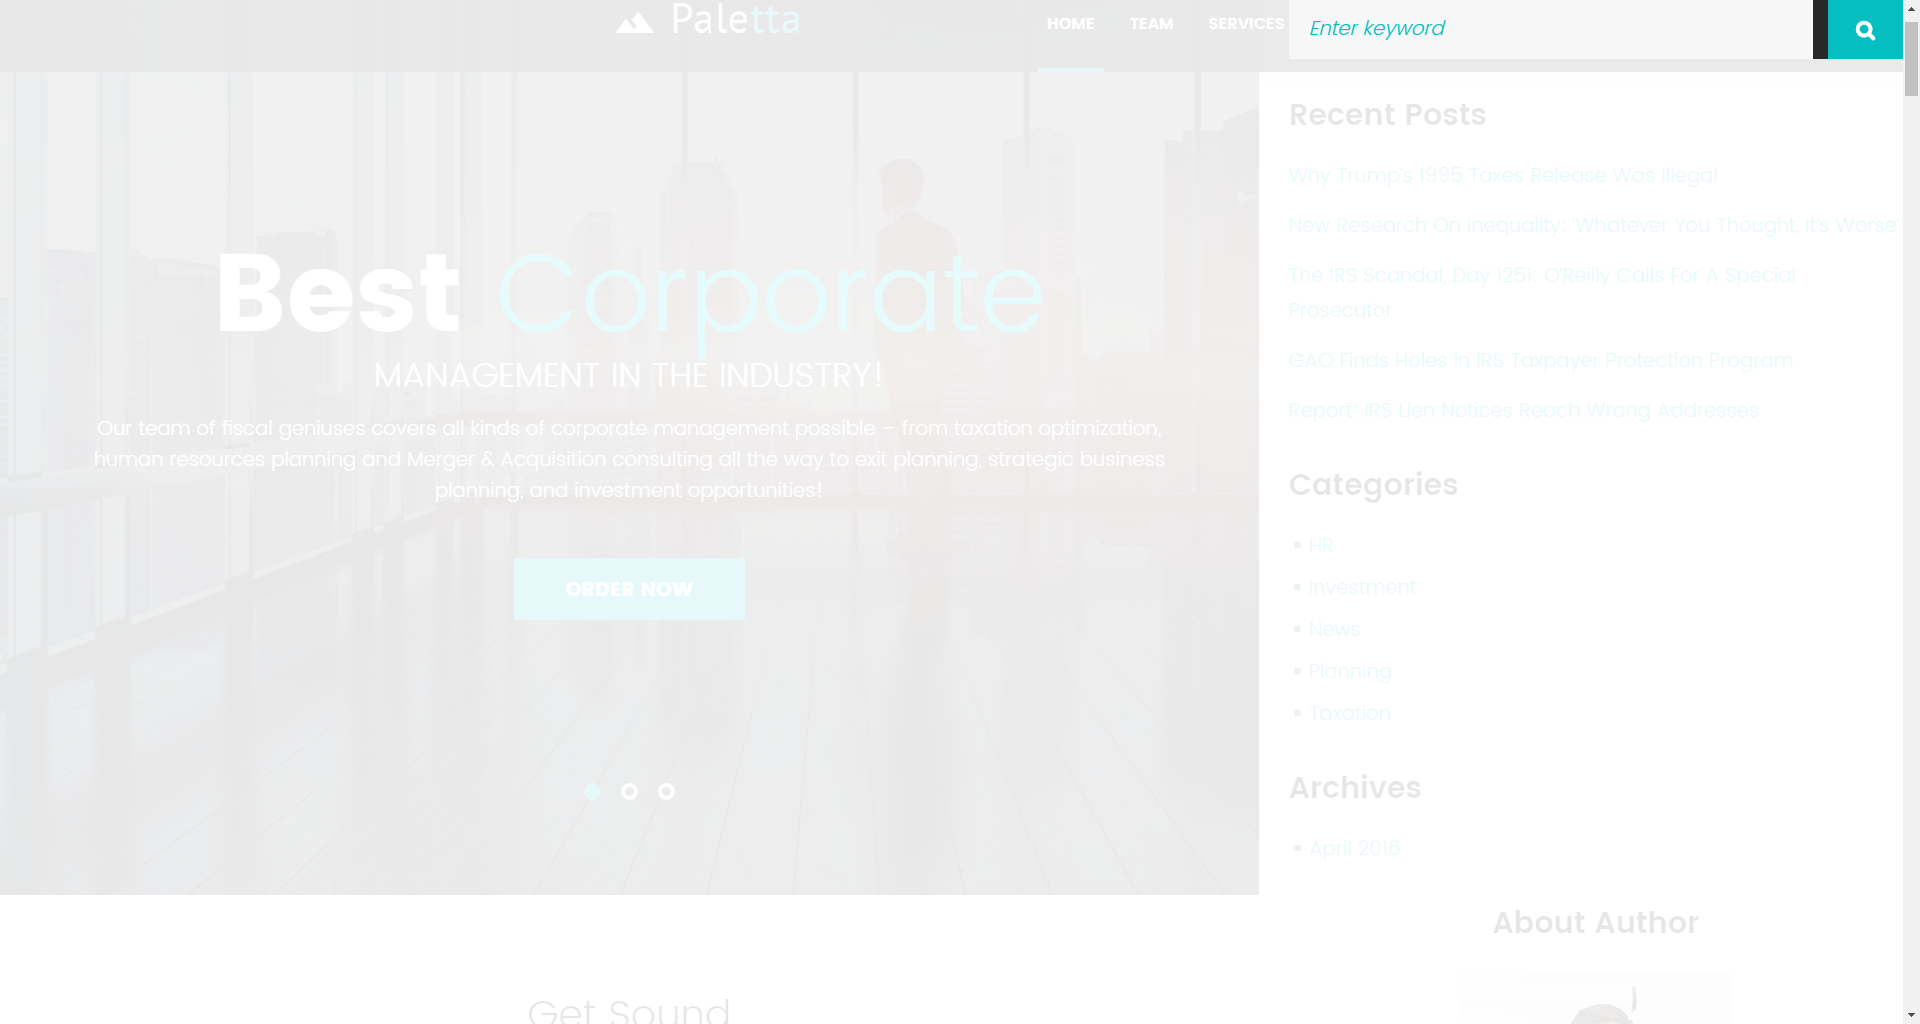 Paletta
HOME TEAM SERVICES
Enter keyword
Best Corporate
MANAGEMENT IN THE INDUSTRY!
Our team of fiscal geniuses covers all kinds of corporate management possible – from taxation optimization,
human resources planning and Merger & Acquisition consulting all the way to exit planning, strategic business
planning, and investment opportunities!
ORDER NOW
Get Sound
Recent Posts
Why Trump's 1995 Taxes Release Was Illegal
New Research On Inequality: 'Whatever You Thought, It's Worse'
The IRS Scandal, Day 1251: O'Reilly Calls For A Special
Prosecutor
GAO Finds Holes in IRS Taxpayer Protection Program
Report: IRS Lien Notices Reach Wrong Addresses
Categories
HR
Investment
News
Planning
Taxation
Archives
April 2016
About Author